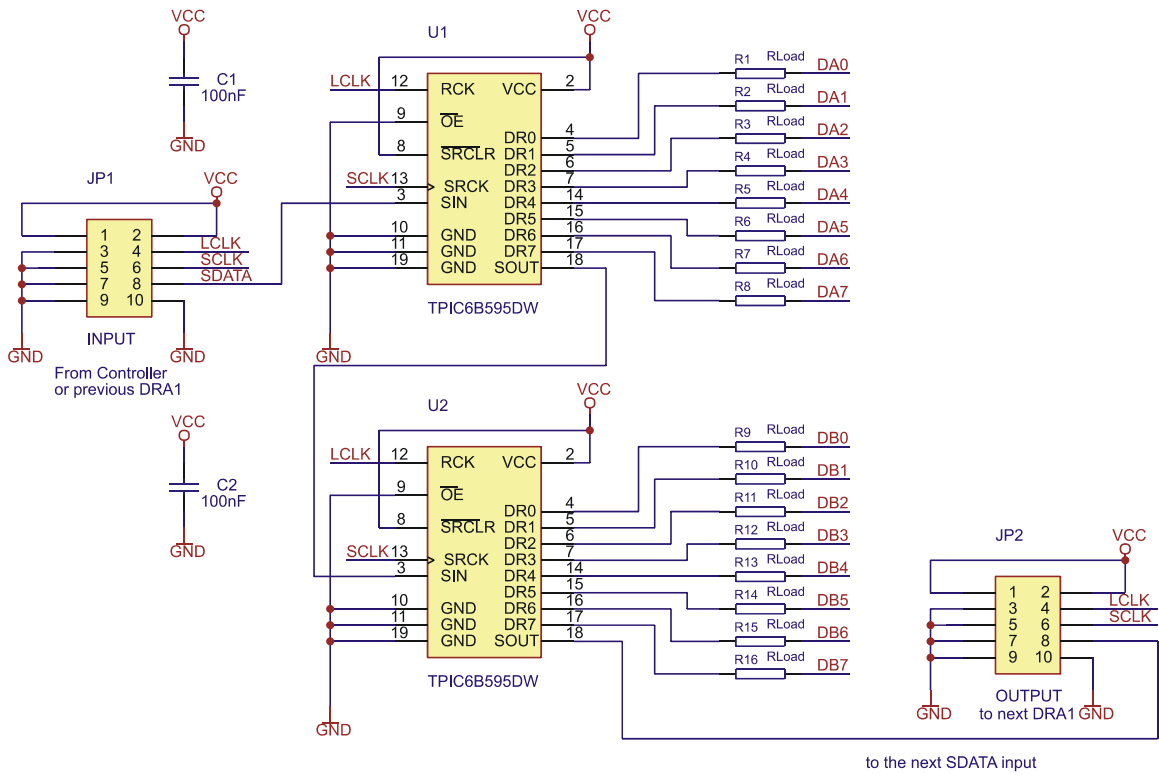 VCC
C1
100nF
GND
JP1
VCC
1 2
3 4 LCLK
5 6 SCLK
7 8 SDATA
9 10
INPUT
GND
GND
From Controller
or previous DRA1
VCC
C2
100nF
GND
U1
VCC
LCLK 12 RCK VCC 2
9 OE
8 SRCLR
SCLK 13 SRCK
3 SIN
10 GND
11 GND
19 GND
DR0 4
DR1 5
DR2 6
DR3 7
DR4 14
DR5 15
DR6 16
DR7 17
SOUT 18
TPIC6B595DW
GND
R1 RLoad DA0
R2 RLoad DA1
R3 RLoad DA2
R4 RLoad DA3
R5 RLoad DA4
R6 RLoad DA5
R7 RLoad DA6
R8 RLoad DA7
U2
VCC
LCLK 12 RCK VCC 2
9 OE
8 SRCLR
SCLK 13 SRCK
3 SIN
10 GND
11 GND
19 GND
DR0 4
DR1 5
DR2 6
DR3 7
DR4 14
DR5 15
DR6 16
DR7 17
SOUT 18
TPIC6B595DW
GND
R9 RLoad DB0
R10 RLoad DB1
R11 RLoad DB2
R12 RLoad DB3
R13 RLoad DB4
R14 RLoad DB5
R15 RLoad DB6
R16 RLoad DB7
JP2
VCC
1 2
3 4 LCLK
5 6 SCLK
7 8
9 10
OUTPUT
to next DRA1
GND
GND
to the next SDATA input